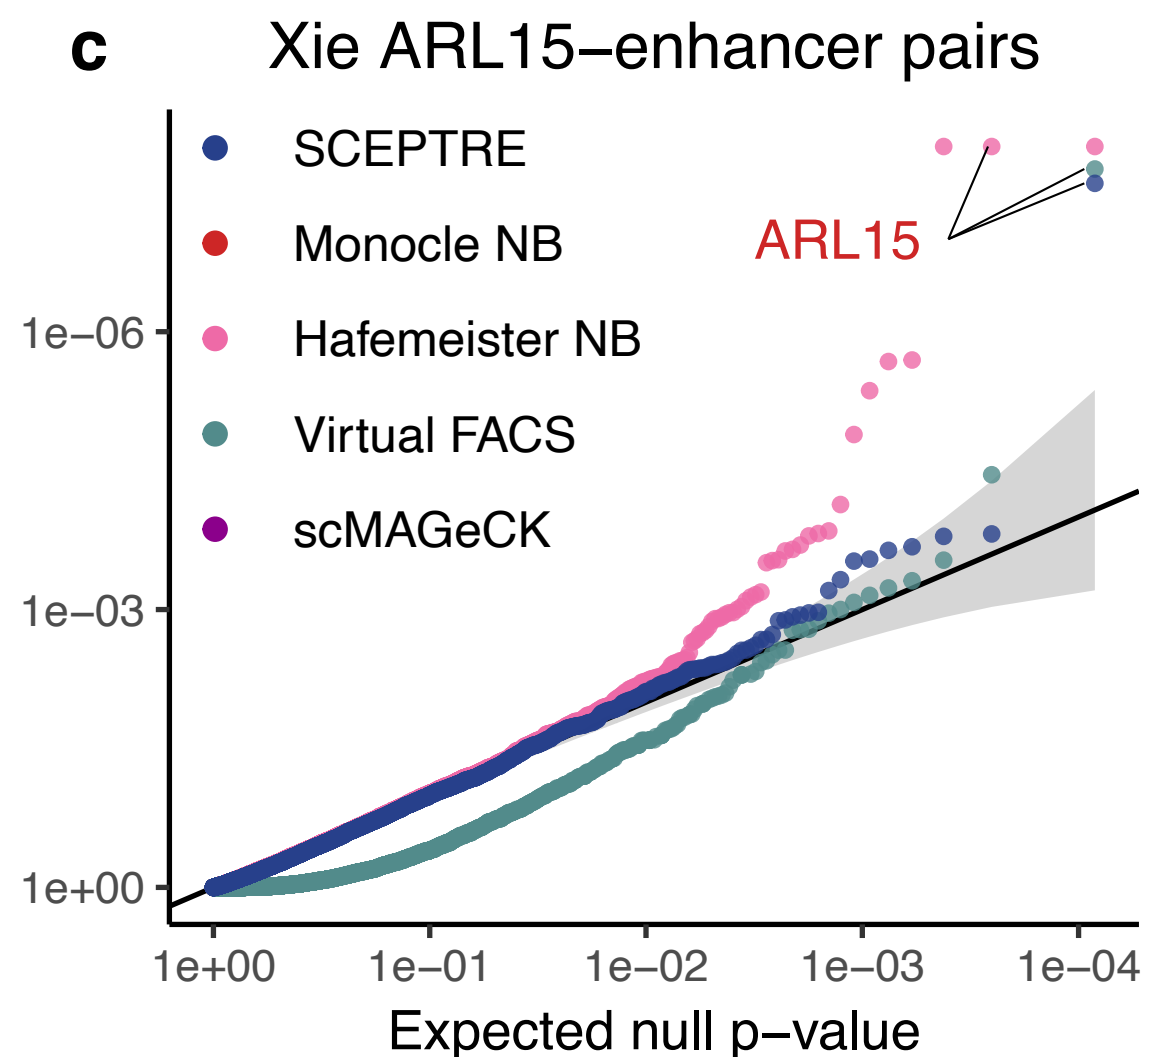 c
Xie ARL15−enhancer pairs
SCEPTRE
Monocle NB
Hafemeister NB
Virtual FACS
scMAGeCK
ARL15
1e−06
1e−03
1e+00
1e+00 1e−01 1e−02 1e−03 1e−04
Expected null p−value